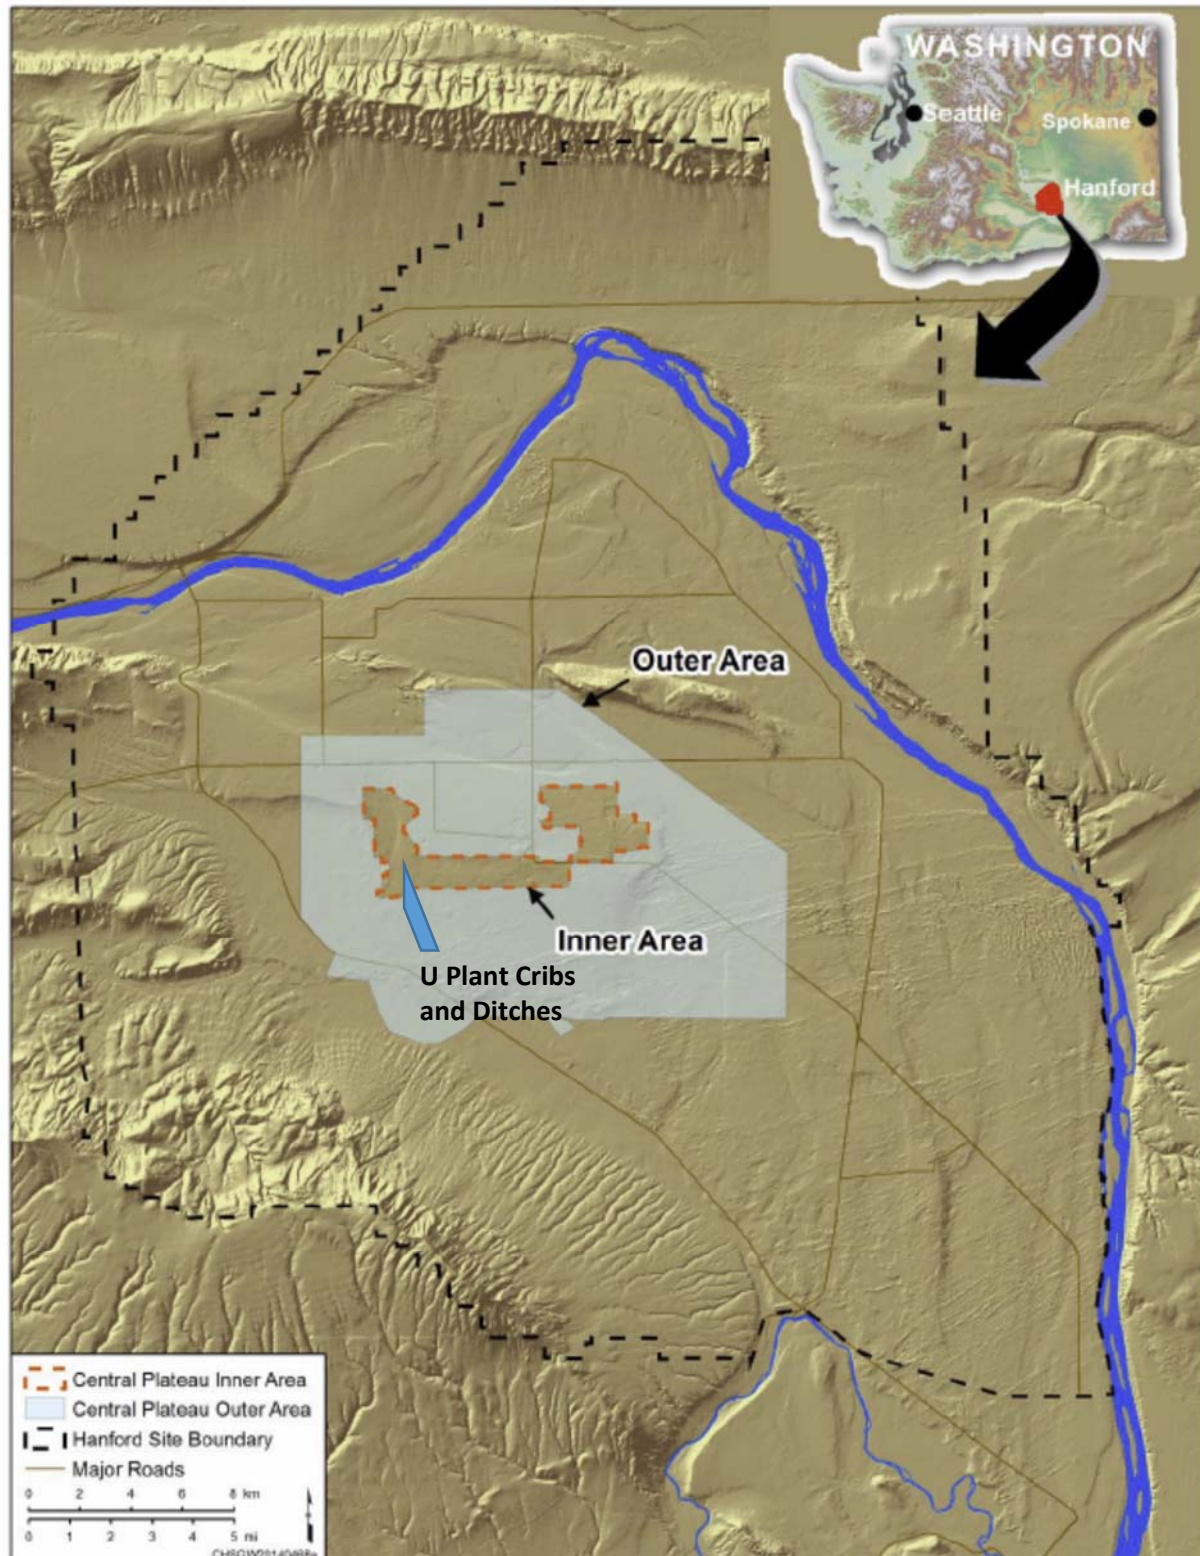 WASHINGTON
Seattle
Spokane
Hanford
Outer Area
Inner Area
U Plant Cribs
and Ditches
Central Plateau Inner Area
Central Plateau Outer Area
Hanford Site Boundary
Major Roads
0 2 4 6 8 km
0 1 2 3 4 5 mi